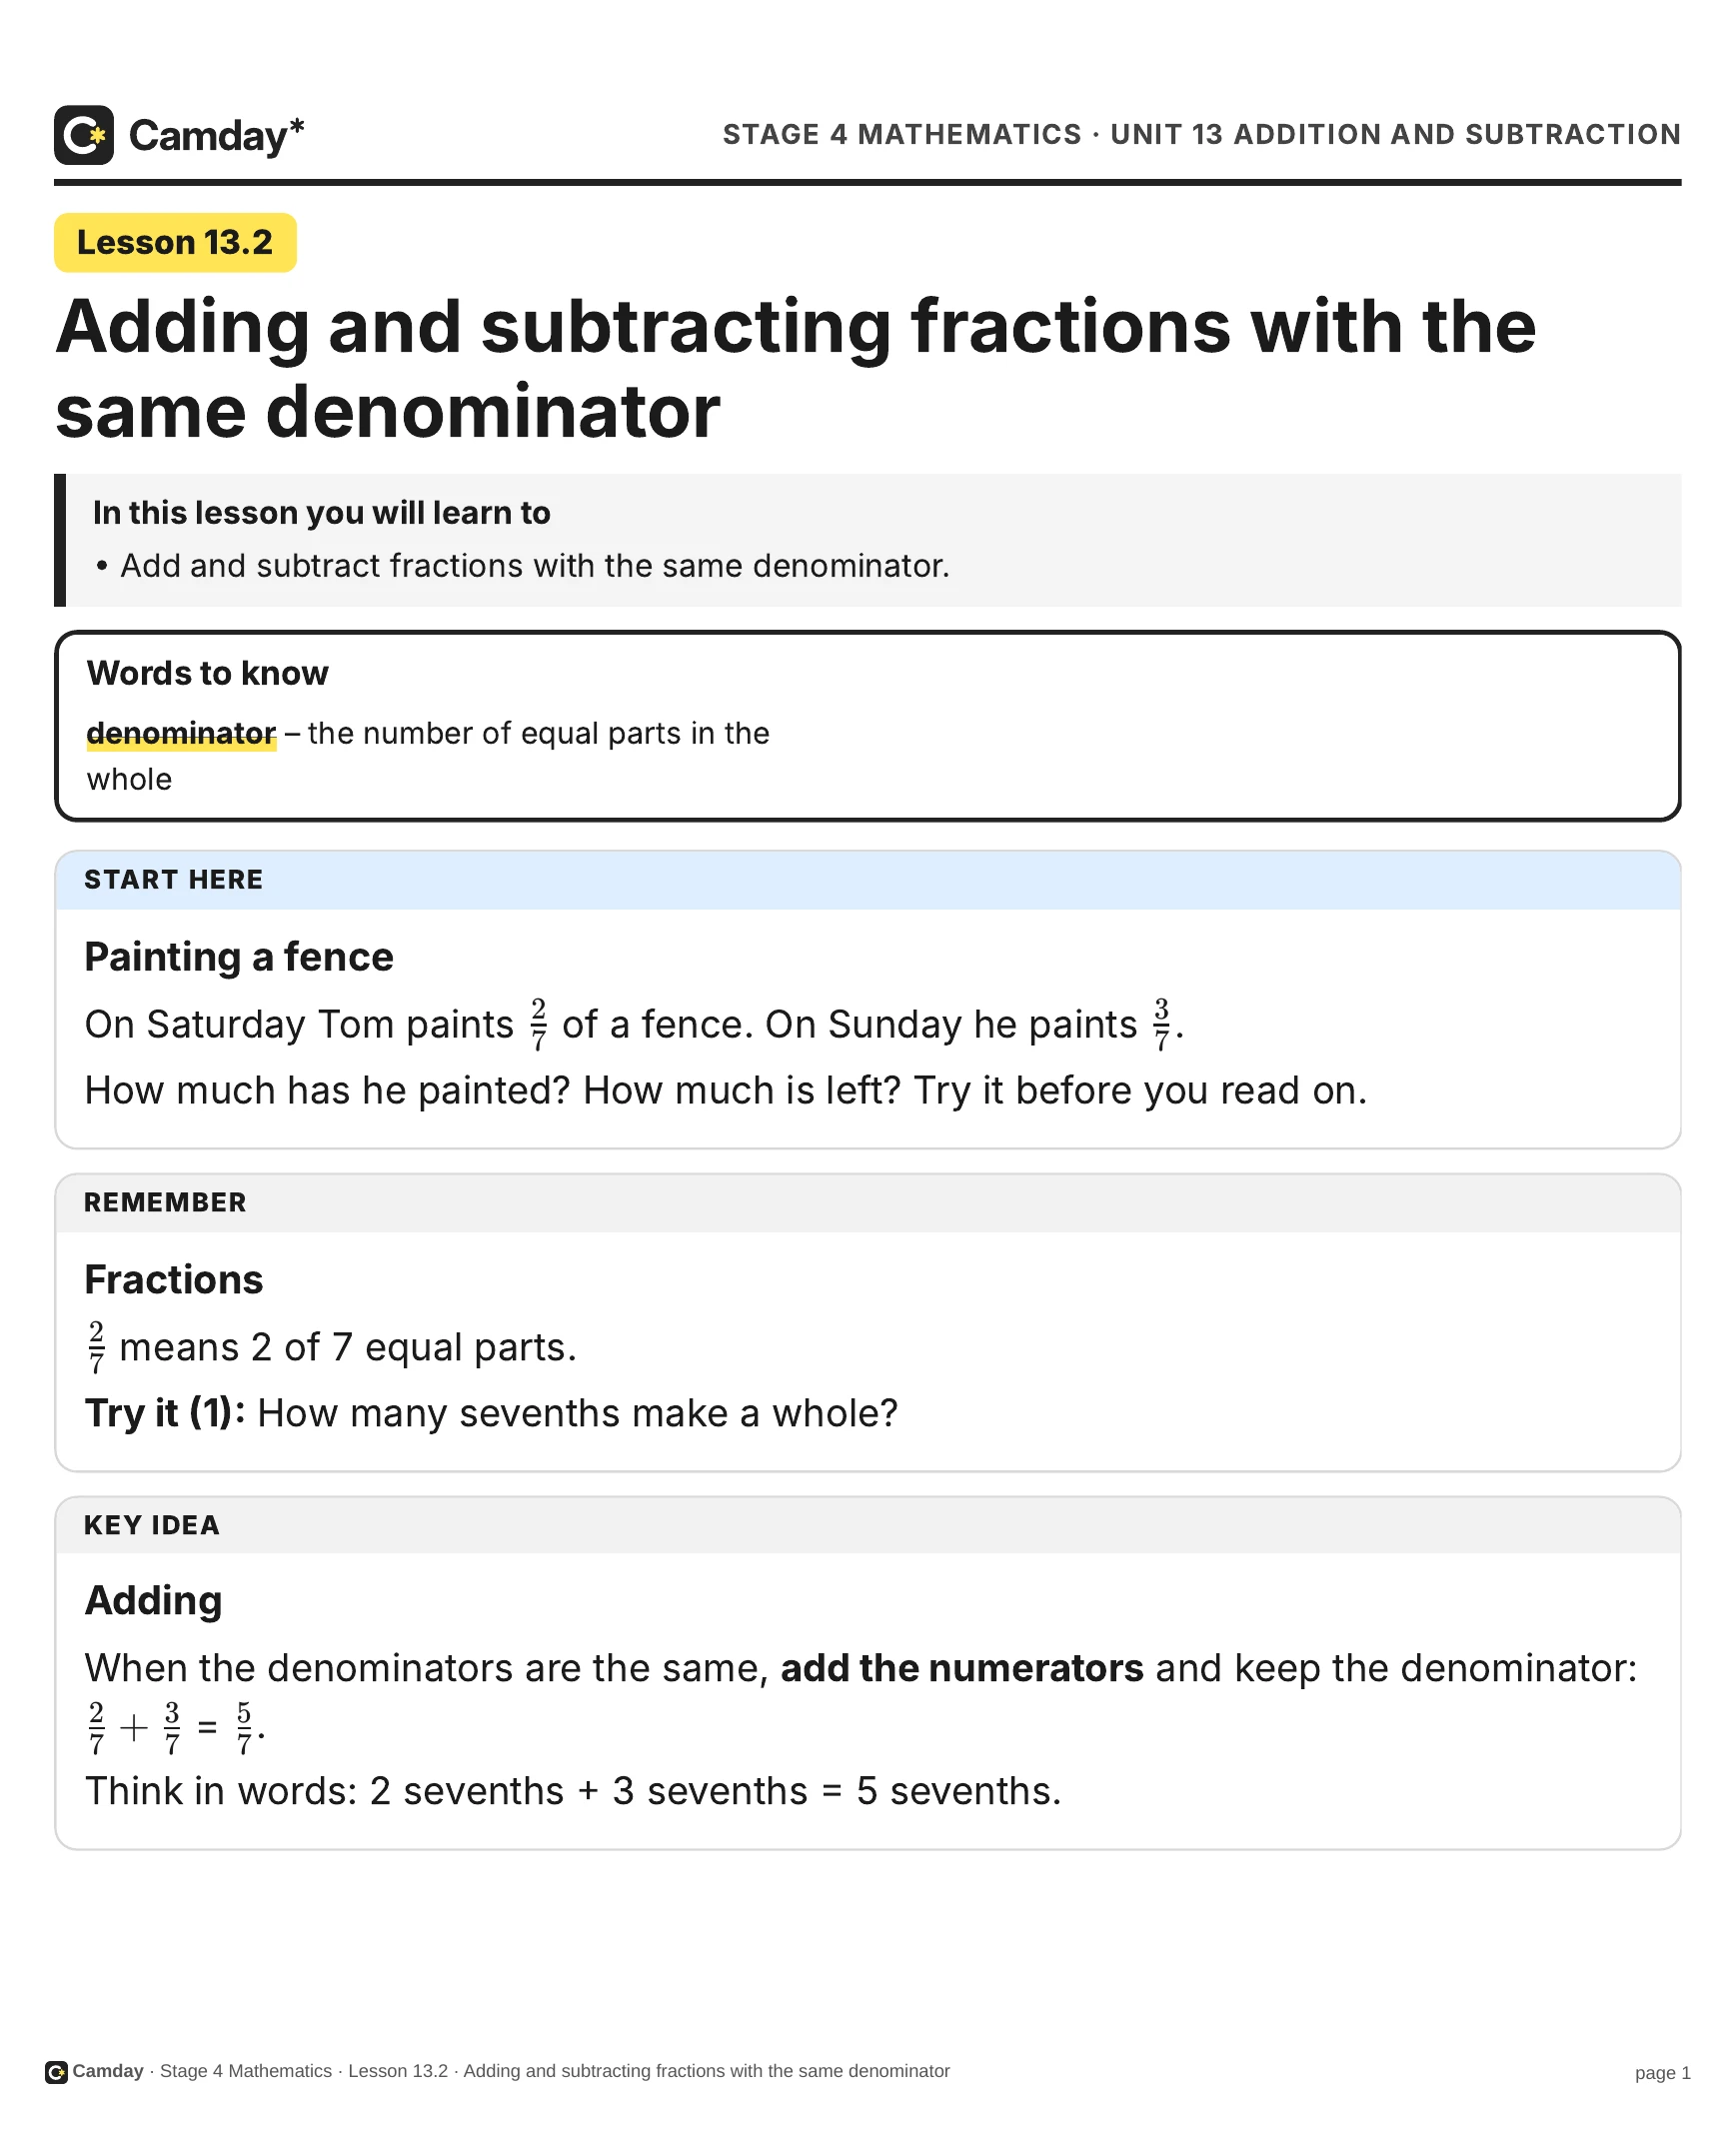 Camday*
STAGE 4 MATHEMATICS · UNIT 13 ADDITION AND SUBTRACTION
Lesson 13.2
Adding and subtracting fractions with the
same denominator
In this lesson you will learn to
• Add and subtract fractions with the same denominator.
Words to know
denominator – the number of equal parts in the
whole
START HERE
Painting a fence
On Saturday Tom paints 2/7 of a fence. On Sunday he paints 3/7.
How much has he painted? How much is left? Try it before you read on.
REMEMBER
Fractions
2/7 means 2 of 7 equal parts.
Try it (1): How many sevenths make a whole?
KEY IDEA
Adding
When the denominators are the same, add the numerators and keep the denominator:
2/7 + 3/7 = 5/7.
Think in words: 2 sevenths + 3 sevenths = 5 sevenths.
Camday · Stage 4 Mathematics · Lesson 13.2 · Adding and subtracting fractions with the same denominator
page 1